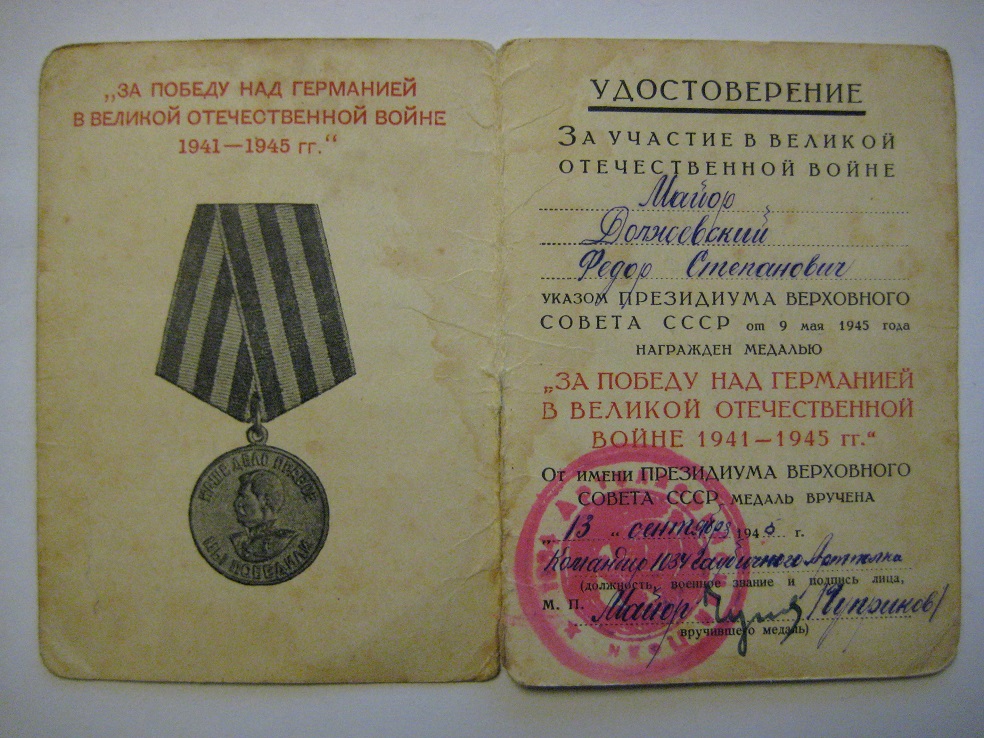 „ЗА ПОБЕДУ НАД ГЕРМАНИЕЙ
В ВЕЛИКОЙ ОТЕЧЕСТВЕННОЙ ВОЙНЕ
1941—1945 гг.“
НАШЕ ДЕЛО ПРАВОЕ
МЫ ПОБЕДИЛИ
УДОСТОВЕРЕНИЕ
ЗА УЧАСТИЕ В ВЕЛИКОЙ
ОТЕЧЕСТВЕННОЙ ВОЙНЕ
Майор
Должовский
Федор Степанович
УКАЗОМ ПРЕЗИДИУМА ВЕРХОВНОГО
СОВЕТА СССР от 9 мая 1945 года
НАГРАЖДЕН МЕДАЛЬЮ
„ЗА ПОБЕДУ НАД ГЕРМАНИЕЙ
В ВЕЛИКОЙ ОТЕЧЕСТВЕННОЙ
ВОЙНЕ 1941—1945 гг.“
ОТ ИМЕНИ ПРЕЗИДИУМА ВЕРХОВНОГО
СОВЕТА СССР МЕДАЛЬ ВРУЧЕНА
„13“ сентября 1945 г.
Командир гаубичного
(должность, военное звание и подпись лица,
М. П. Майор
вручившего медаль)